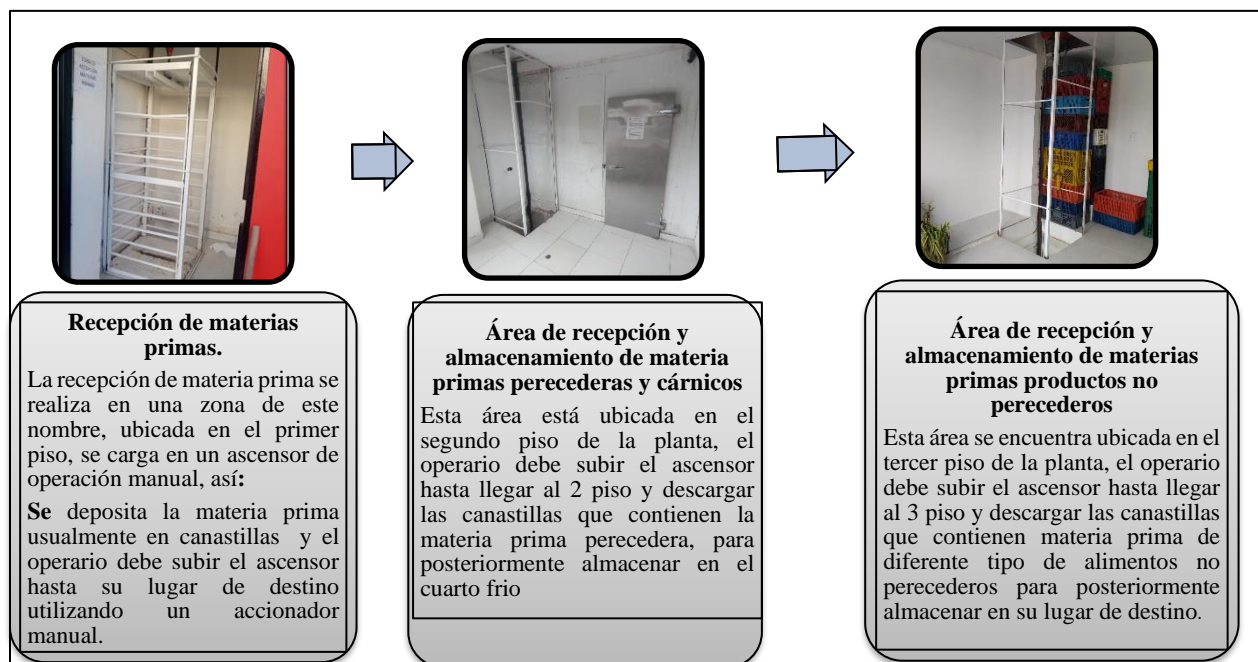 Recepción de materias
primas.
La recepción de materia prima se
realiza en una zona de este
nombre, ubicada en el primer
piso, se carga en un ascensor de
operación manual, así:
Se deposita la materia prima
usualmente en canastillas y el
operario debe subir el ascensor
hasta su lugar de destino
utilizando un accionador
manual.
Área de recepción y
almacenamiento de materia
primas perecederas y cárnicos
Esta área está ubicada en el
segundo piso de la planta, el
operario debe subir el ascensor
hasta llegar al 2 piso y descargar
las canastillas que contienen la
materia prima perecedera, para
posteriormente almacenar en el
cuarto frio
Área de recepción y
almacenamiento de materias
primas productos no
perecederos
Esta área se encuentra ubicada en el
tercer piso de la planta, el operario
debe subir el ascensor hasta llegar
al 3 piso y descargar las canastillas
que contienen materia prima de
diferente tipo de alimentos no
perecederos para posteriormente
almacenar en su lugar de destino.